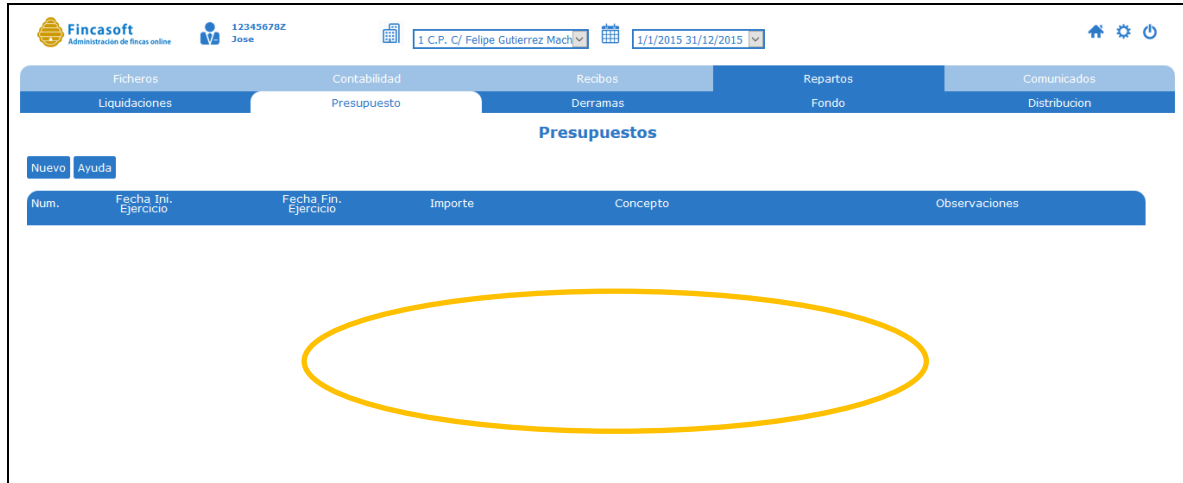 Fincasoft
Administración de fincas online
12345678Z
Jose
1 C.P. C/ Felipe Gutierrez Mach
1/1/2015 31/12/2015
Ficheros Contabilidad Recibos Repartos Comunicados
Liquidaciones Presupuesto Derramas Fondo Distribucion
Presupuestos
Nuevo Ayuda
Num. Fecha Ini. Ejercicio Fecha Fin. Ejercicio Importe Concepto Observaciones